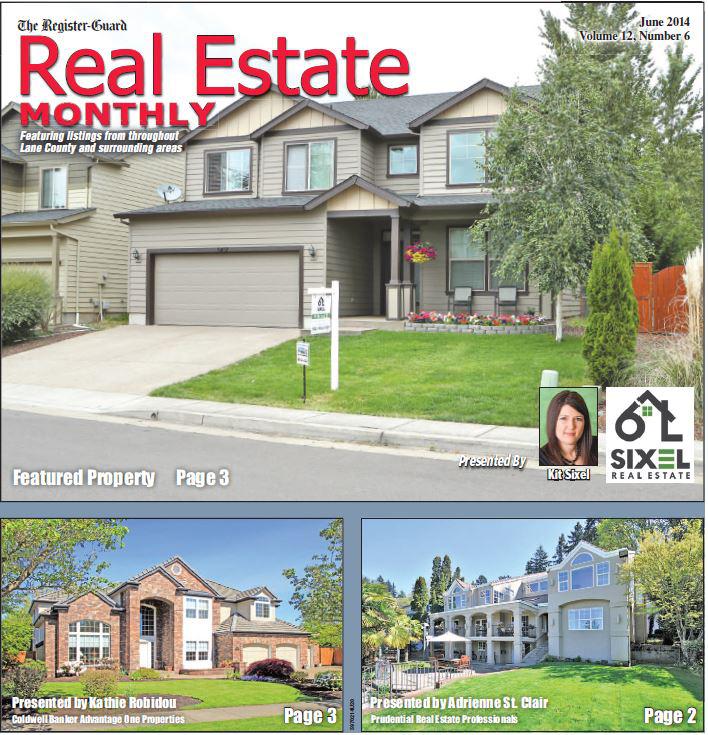 The Register-Guard
June 2014
Volume 12, Number 6
Real Estate
MONTHLY
Featuring listings from throughout
Lane County and surrounding areas
Featured Property Page 3
Presented By
Kit Sixel
6L
SIXEL
REAL ESTATE
Presented by Kathie Robidou
Coldwell Banker Advantage One Properties
Page 3
Presented by Adrienne St. Clair
Prudential Real Estate Professionals
Page 2